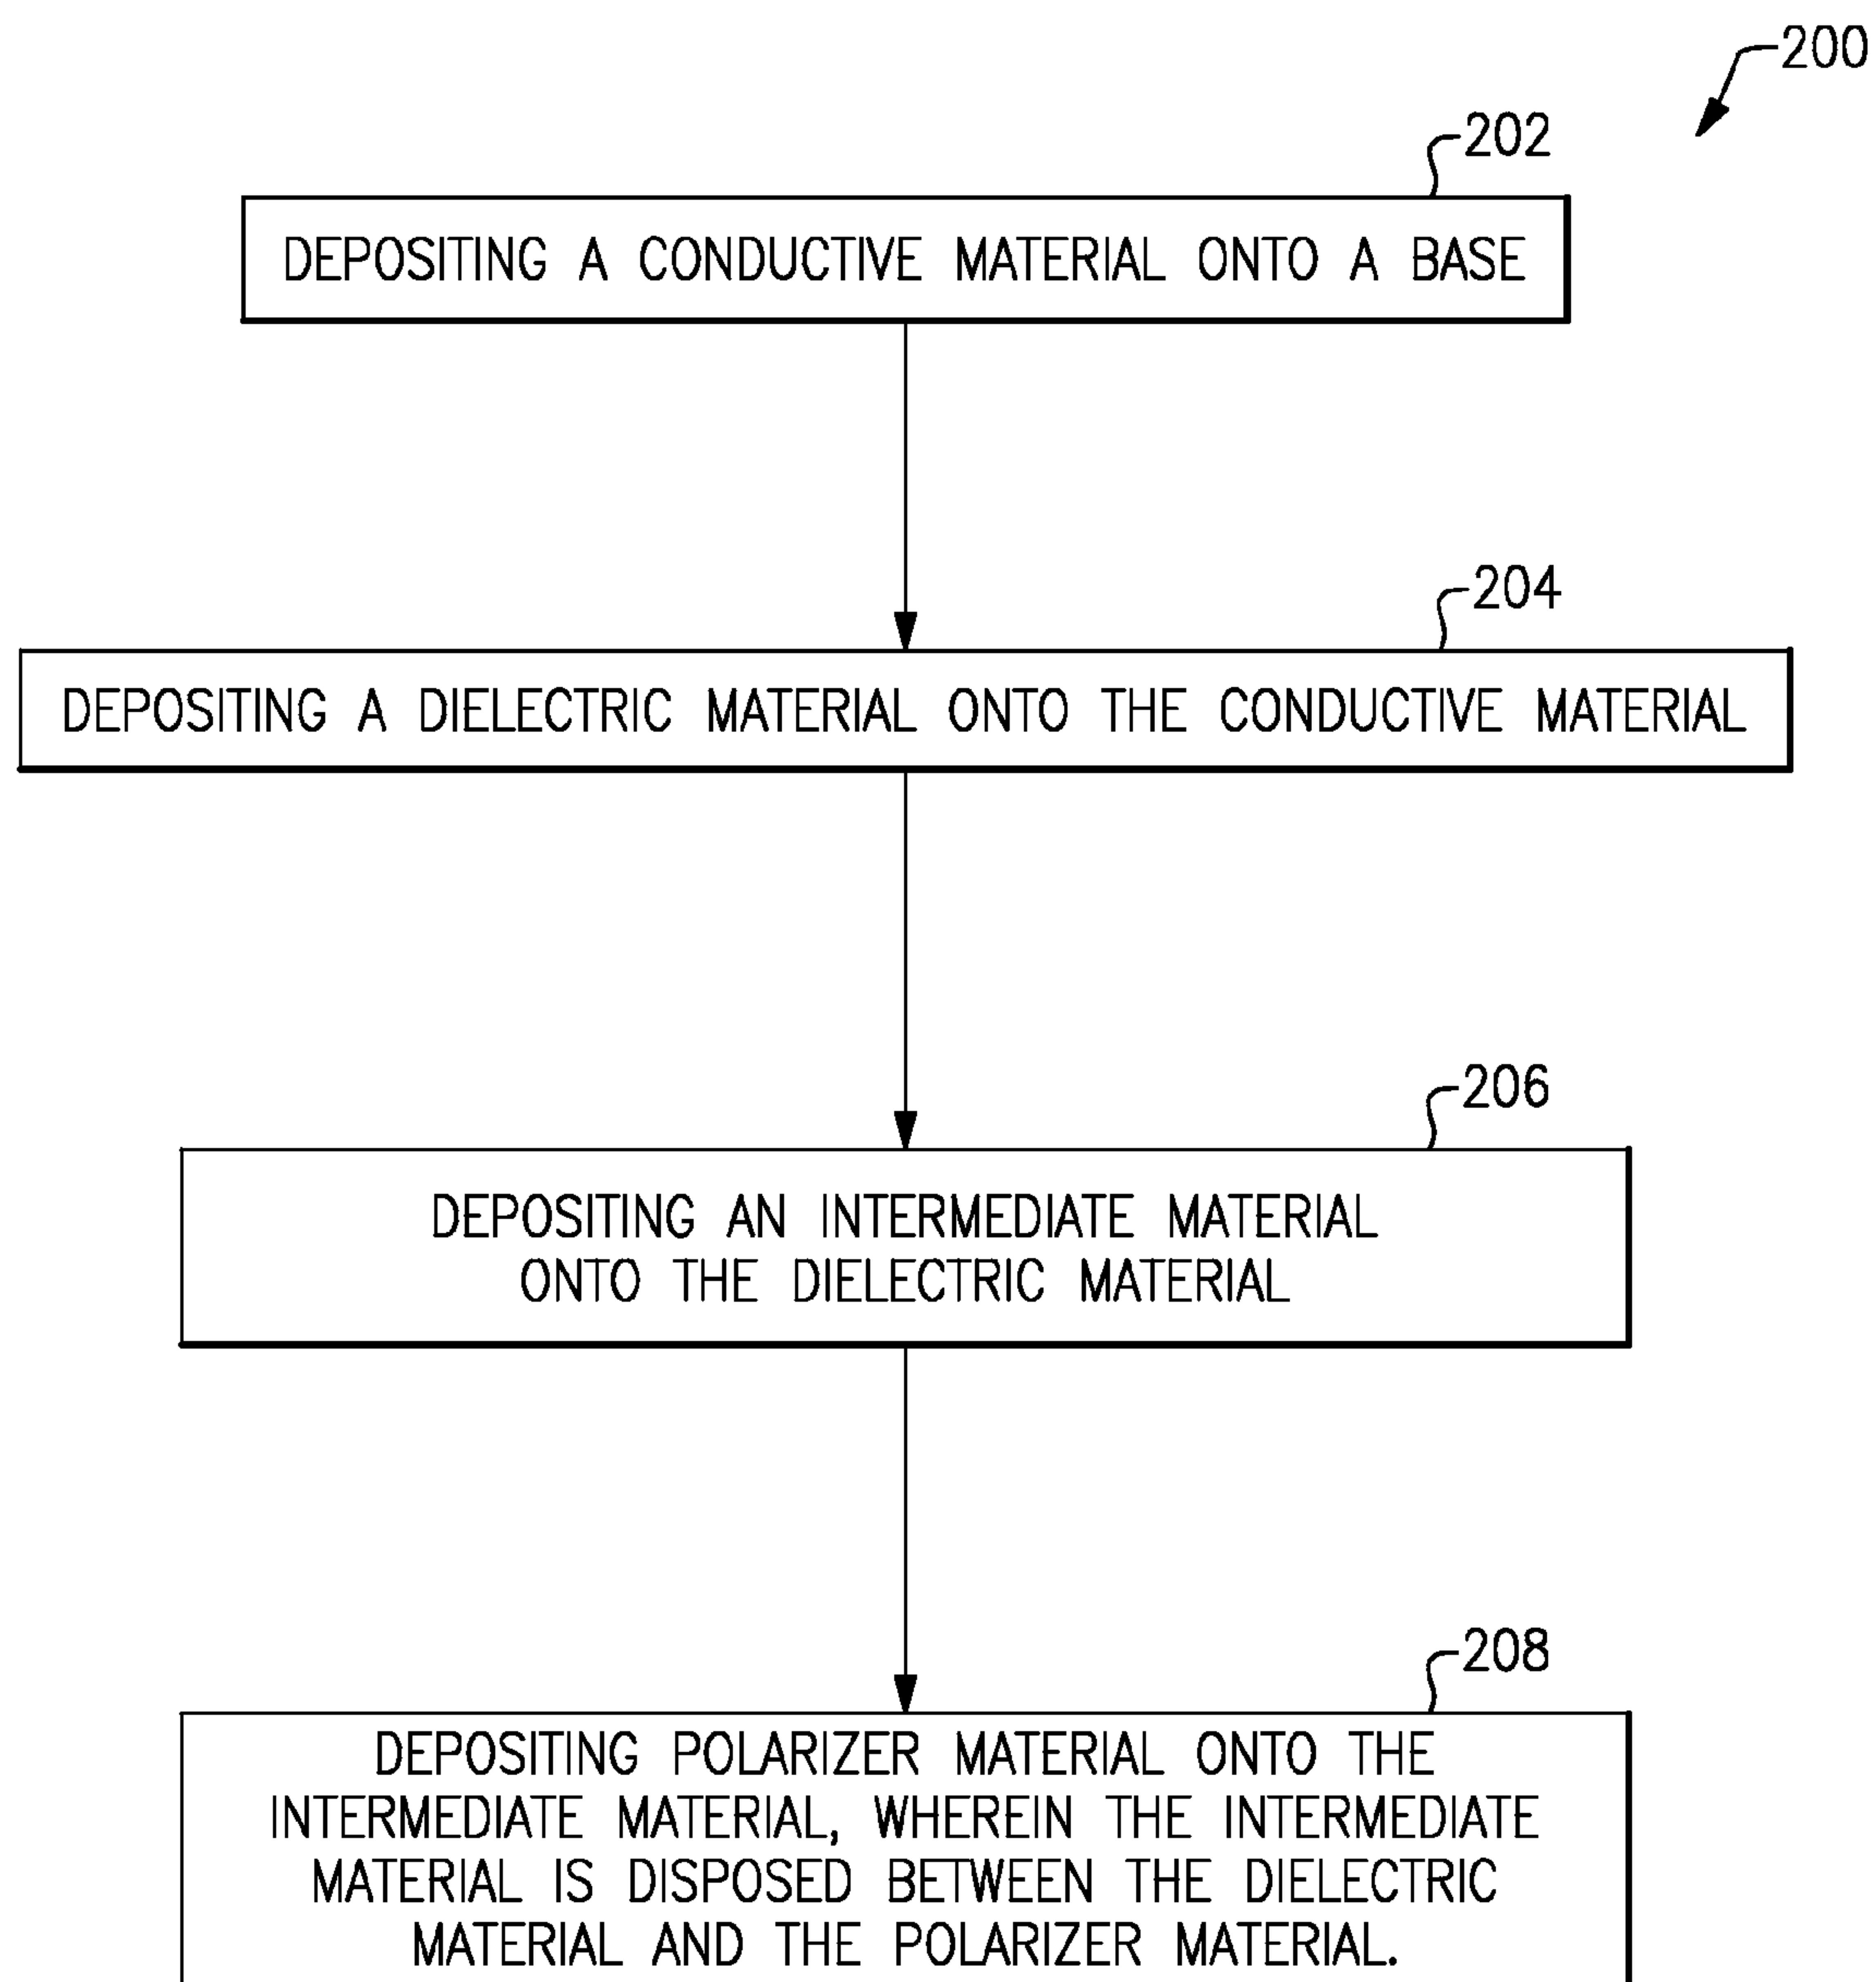 200
202
DEPOSITING A CONDUCTIVE MATERIAL ONTO A BASE
204
DEPOSITING A DIELECTRIC MATERIAL ONTO THE CONDUCTIVE MATERIAL
206
DEPOSITING AN INTERMEDIATE MATERIAL
ONTO THE DIELECTRIC MATERIAL
208
DEPOSITING POLARIZER MATERIAL ONTO THE
INTERMEDIATE MATERIAL, WHEREIN THE INTERMEDIATE
MATERIAL IS DISPOSED BETWEEN THE DIELECTRIC
MATERIAL AND THE POLARIZER MATERIAL.